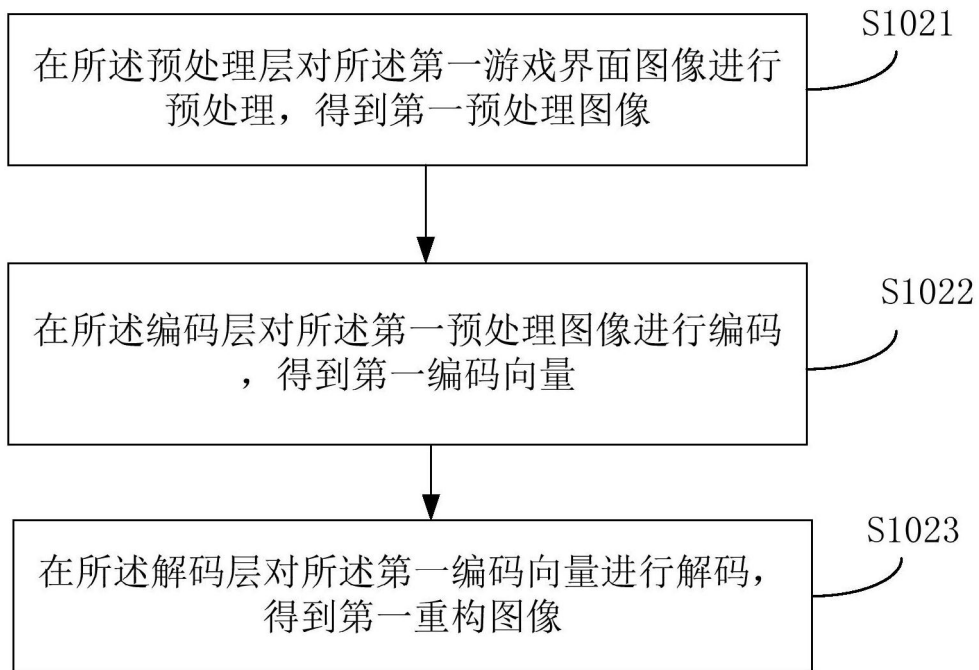 S1021
在所述预处理层对所述第一游戏界面图像进行
预处理，得到第一预处理图像
S1022
在所述编码层对所述第一预处理图像进行编码
，得到第一编码向量
S1023
在所述解码层对所述第一编码向量进行解码，
得到第一重构图像